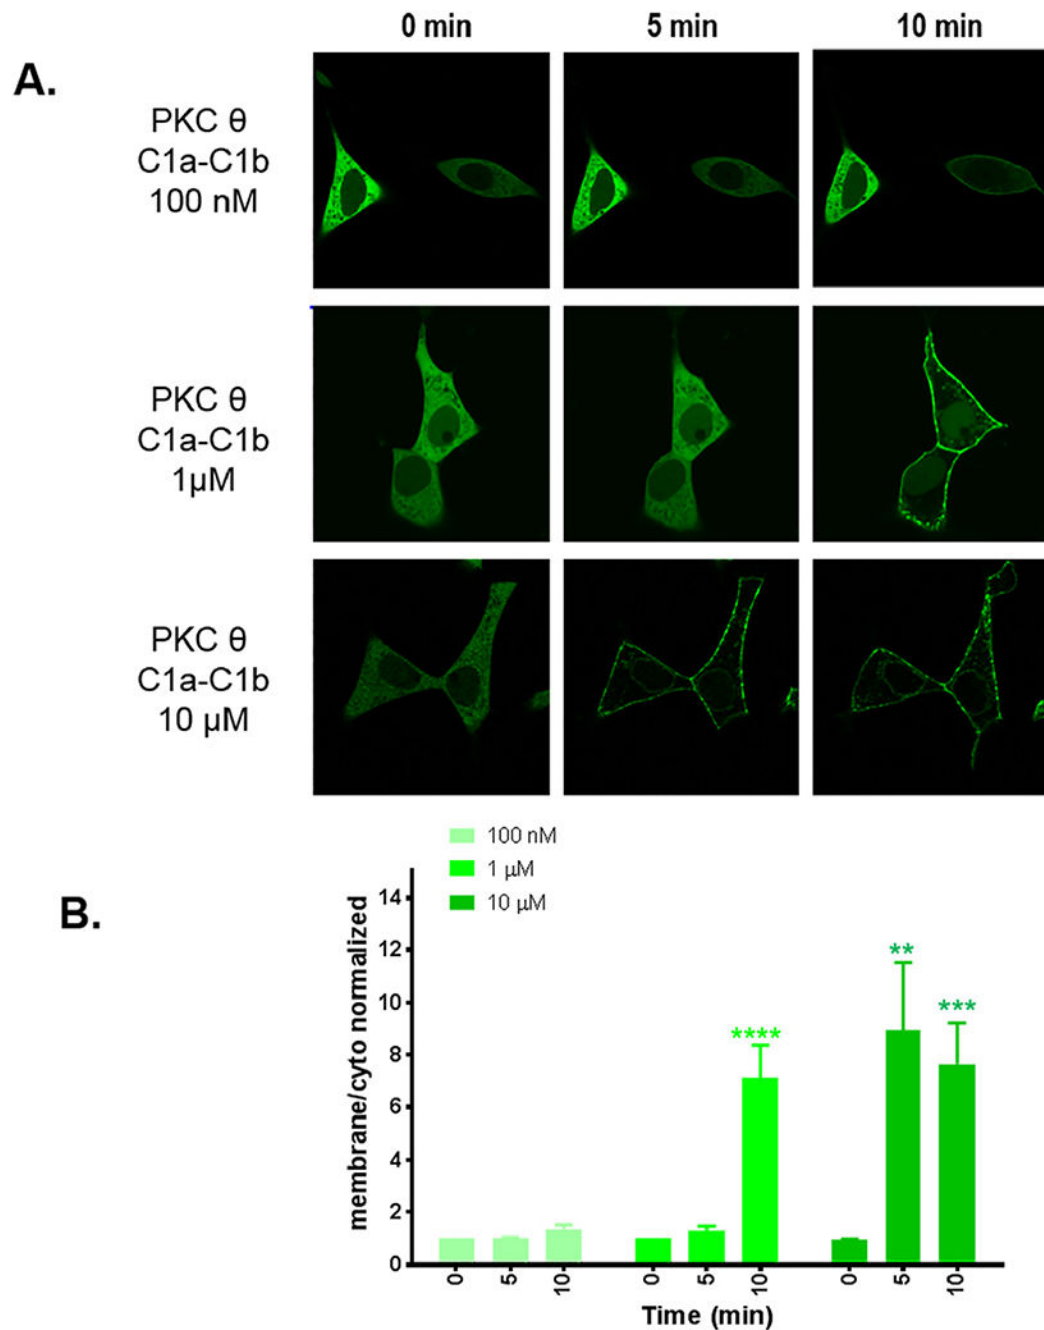 0 min 5 min 10 min
A.
PKC θ
C1a-C1b
100 nM
PKC θ
C1a-C1b
1µM
PKC θ
C1a-C1b
10 µM
B.
100 nM
1 µM
10 µM
membrane/cyto normalized
14
12
10
8
6
4
2
0
**
***
****
0 5 10 0 5 10 0 5 10
Time (min)